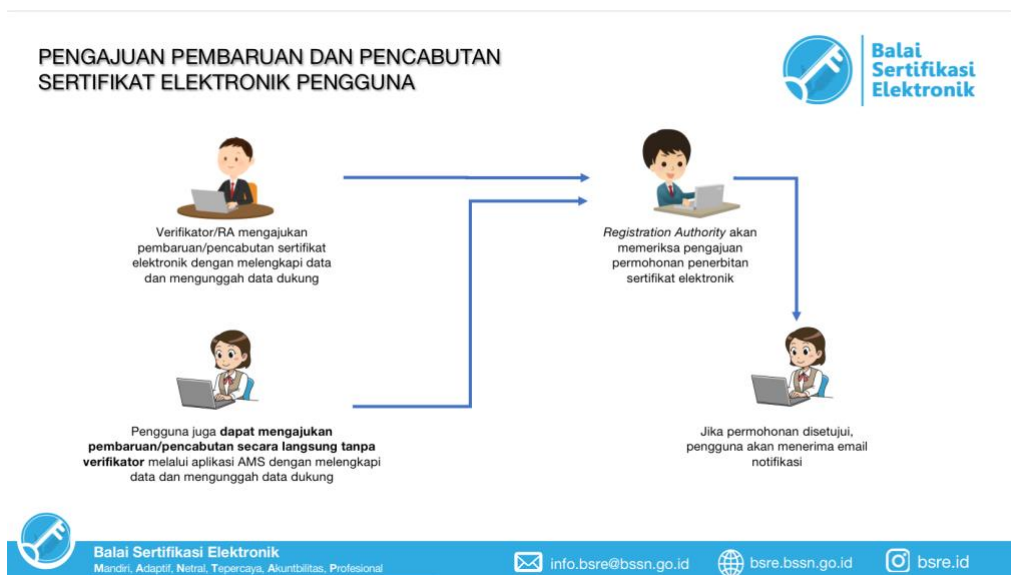 PENGAJUAN PEMBARUAN DAN PENCABUTAN
SERTIFIKAT ELEKTRONIK PENGGUNA
Balai
Sertifikasi
Elektronik
Verifikator/RA mengajukan
pembaruan/pencabutan sertifikat
elektronik dengan melengkapi data
dan mengunggah data dukung
Registration Authority akan
memeriksa pengajuan
permohonan penerbitan
sertifikat elektronik
Pengguna juga dapat mengajukan
pembaruan/pencabutan secara langsung tanpa
verifikator melalui aplikasi AMS dengan melengkapi
data dan mengunggah data dukung
Jika permohonan disetujui,
pengguna akan menerima email
notifikasi
Balai Sertifikasi Elektronik
Mandiri, Adaptif, Netral, Tepercaya, Akuntbilitas, Profesional
info.bsre@bssn.go.id
bsre.bssn.go.id
bsre.id